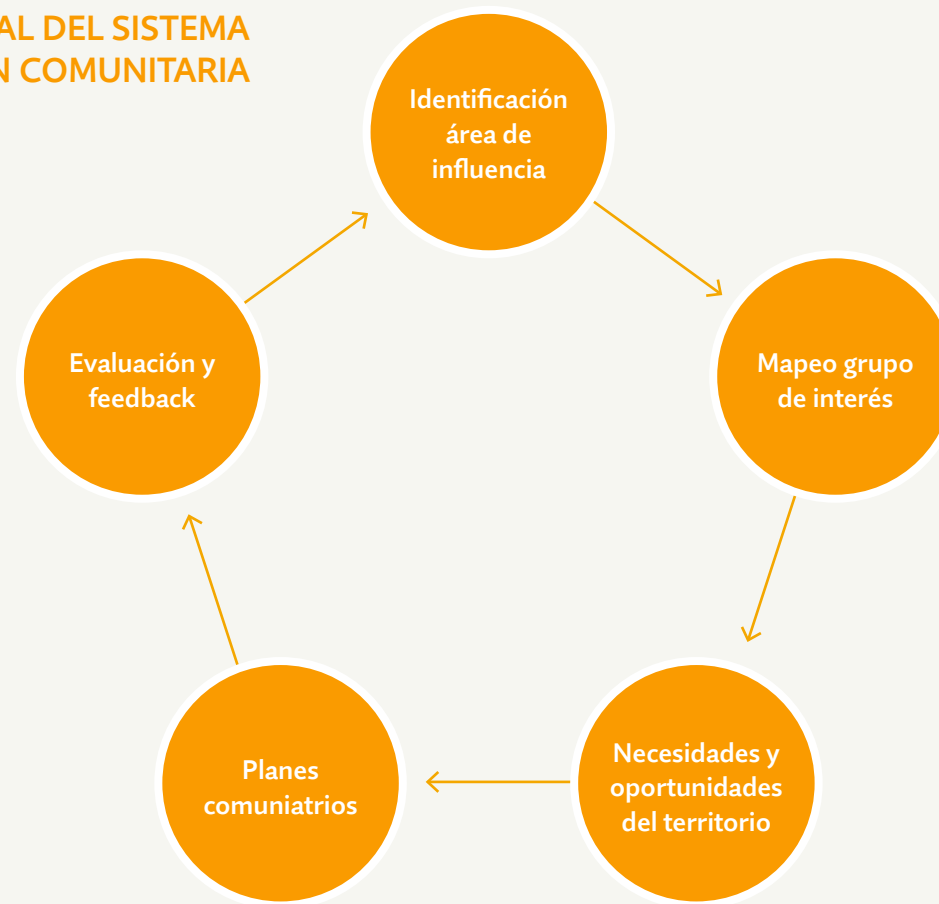 AL DEL SISTEMA
N COMUNITARIA
Identificación
área de
influencia
Mapeo grupo
de interés
Necesidades y
oportunidades
del territorio
Planes
comuniatrios
Evaluación y
feedback